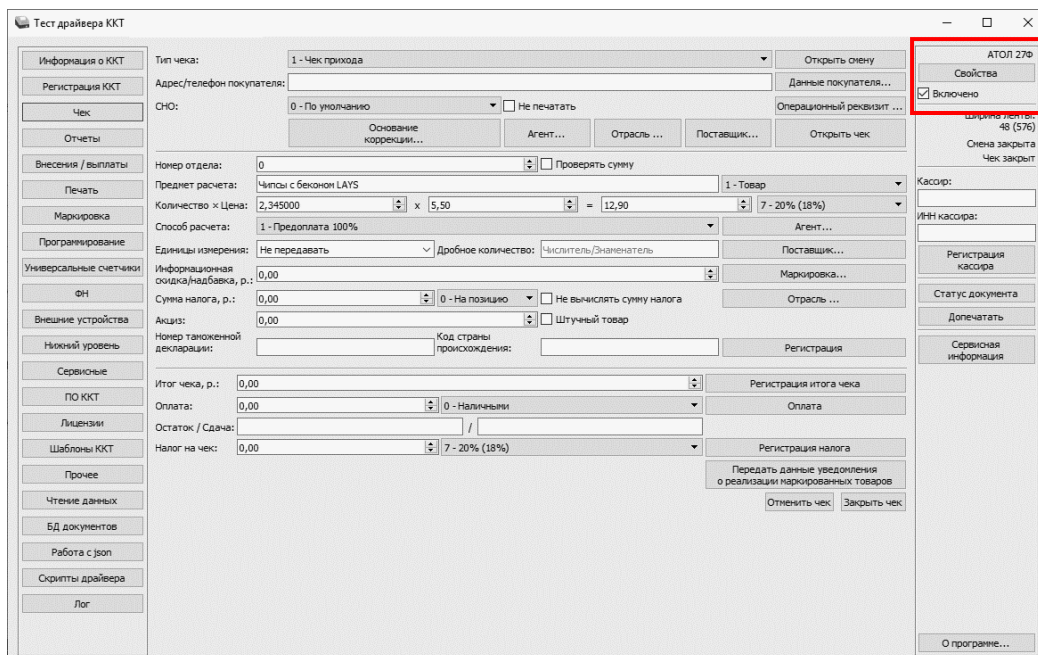 Тест драйвера ККТ
Информация о ККТ
Регистрация ККТ
Чек
Отчеты
Внесения / выплаты
Печать
Маркировка
Программирование
Универсальные счетчики
ФН
Внешние устройства
Нижний уровень
Сервисные
ПО ККТ
Лицензии
Шаблоны ККТ
Прочее
Чтение данных
БД документов
Работа с json
Скрипты драйвера
Лог
Тип чека: 1 - Чек прихода Открыть смену
Адрес/телефон покупателя: Данные покупателя...
СНО: 0 - По умолчанию Не печатать Операционный реквизит ...
Основание
коррекции... Агент... Отрасль ... Поставщик... Открыть чек
Номер отдела: 0 Проверять сумму
Предмет расчета: Чипсы с беконом LAYS 1 - Товар
Количество × Цена: 2,345000 x 5,50 = 12,90 7 - 20% (18%)
Способ расчета: 1 - Предоплата 100% Агент...
Единицы измерения: Не передавать Дробное количество: Числитель/Знаменатель Поставщик...
Информационная
скидка/надбавка, р.: 0,00 Маркировка...
Сумма налога, р.: 0,00 0 - На позицию Не вычислять сумму налога Отрасль ...
Акциз: 0,00 Штучный товар
Номер таможенной
декларации: Код страны
происхождения: Регистрация
Итог чека, р.: 0,00 Регистрация итога чека
Оплата: 0,00 0 - Наличными Оплата
Остаток / Сдача: /
Налог на чек: 0,00 7 - 20% (18%) Регистрация налога
Передать данные уведомления
о реализации маркированных товаров
Отменить чек Закрыть чек
АТОЛ 27Ф
Свойства
Включено
Ширина ленты:
48 (576)
Смена закрыта
Чек закрыт
Кассир:
ИНН кассира:
Регистрация
кассира
Статус документа
Допечатать
Сервисная
информация
О программе...